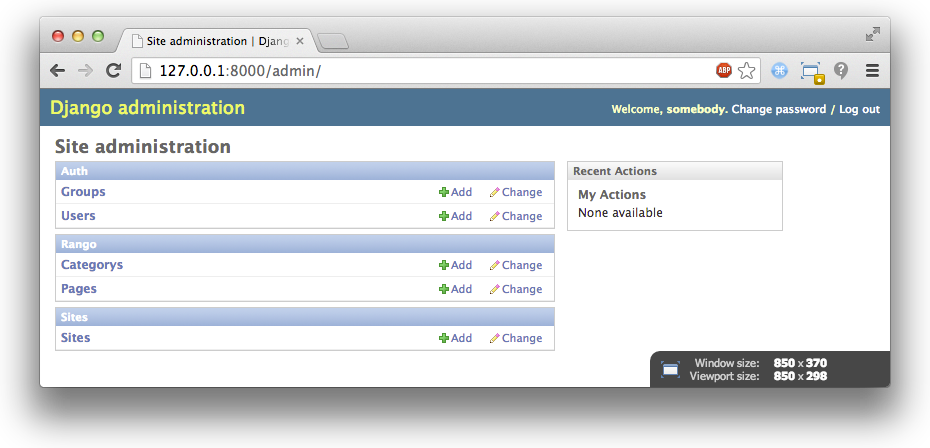 Site administration | Djang
127.0.0.1:8000/admin/
ABP
Django administration
Welcome, somebody. Change password / Log out
Site administration
Auth
Groups Add Change
Users Add Change
Rango
Categorys Add Change
Pages Add Change
Sites
Sites Add Change
Recent Actions
My Actions
None available
Window size: 850 x 370
Viewport size: 850 x 298